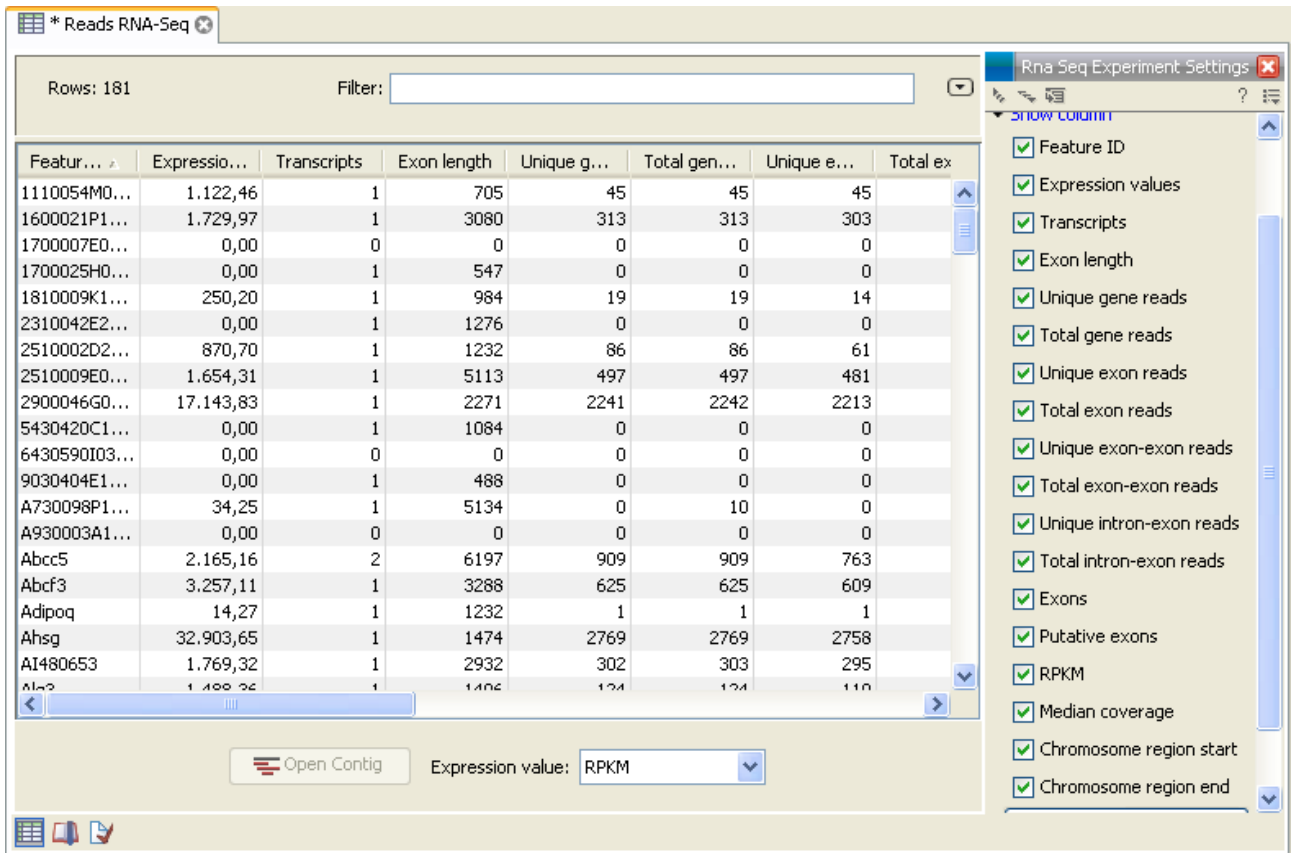 * Reads RNA-Seq
Rows: 181 Filter:
Featur... Expressio... Transcripts Exon length Unique g... Total gen... Unique e... Total ex
1110054M0... 1.122,46 1 705 45 45 45
1600021P1... 1.729,97 1 3080 313 313 303
1700007E0... 0,00 0 0 0 0 0
1700025H0... 0,00 1 547 0 0 0
1810009K1... 250,20 1 984 19 19 14
2310042E2... 0,00 1 1276 0 0 0
2510002D2... 870,70 1 1232 86 86 61
2510009E0... 1.654,31 1 5113 497 497 481
2900046G0... 17.143,83 1 2271 2241 2242 2213
5430420C1... 0,00 1 1084 0 0 0
6430590I03... 0,00 0 0 0 0 0
9030404E1... 0,00 1 488 0 0 0
A730098P1... 34,25 1 5134 0 10 0
A930003A1... 0,00 0 0 0 0 0
Abcc5 2.165,16 2 6197 909 909 763
Abcf3 3.257,11 1 3288 625 625 609
Adipoq 14,27 1 1232 1 1 1
Ahsg 32.903,65 1 1474 2769 2769 2758
AI480653 1.769,32 1 2932 302 303 295
Alg3 1.488,36 1 1406 124 124 110
Open Contig Expression value: RPKM
Rna Seq Experiment Settings
?
Show column
Feature ID
Expression values
Transcripts
Exon length
Unique gene reads
Total gene reads
Unique exon reads
Total exon reads
Unique exon-exon reads
Total exon-exon reads
Unique intron-exon reads
Total intron-exon reads
Exons
Putative exons
RPKM
Median coverage
Chromosome region start
Chromosome region end